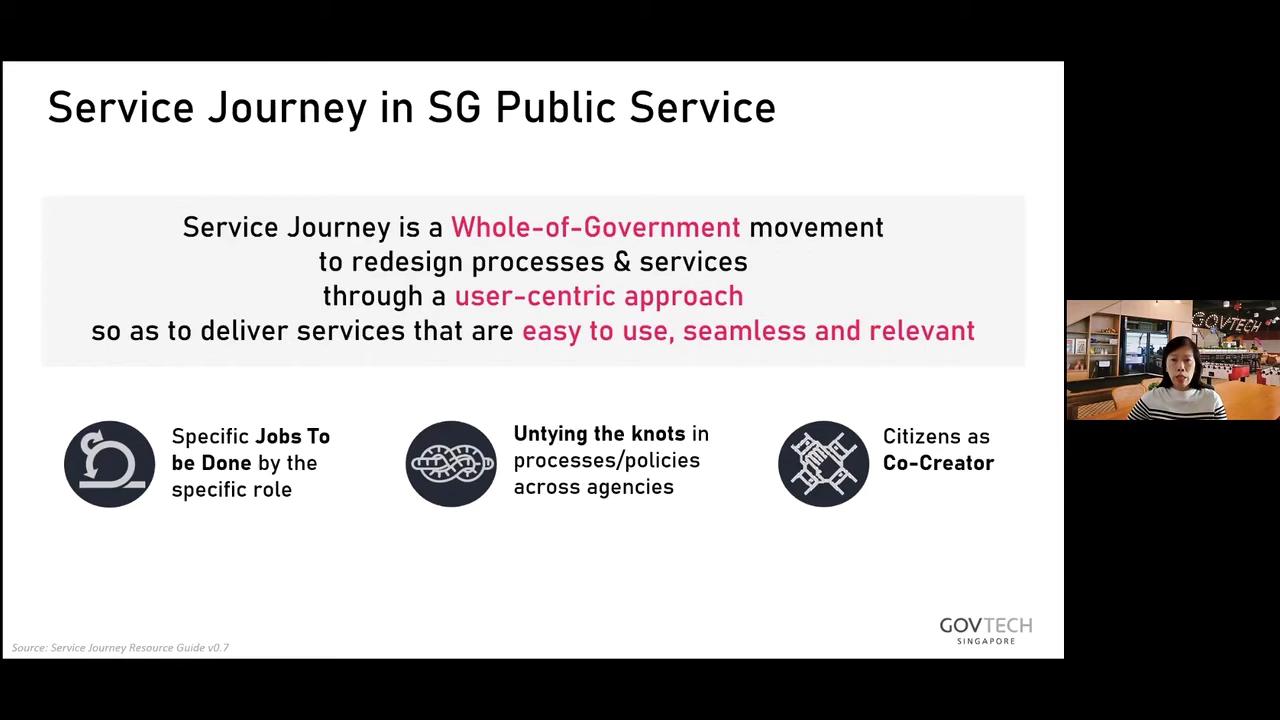 Service Journey in SG Public Service
Service Journey is a Whole-of-Government movement
to redesign processes & services
through a user-centric approach
so as to deliver services that are easy to use, seamless and relevant
Specific Jobs To
be Done by the
specific role
Untying the knots in
processes/policies
across agencies
Citizens as
Co-Creator
GOVTECH
SINGAPORE
Source: Service Journey Resource Guide v0.7
GOVTECH